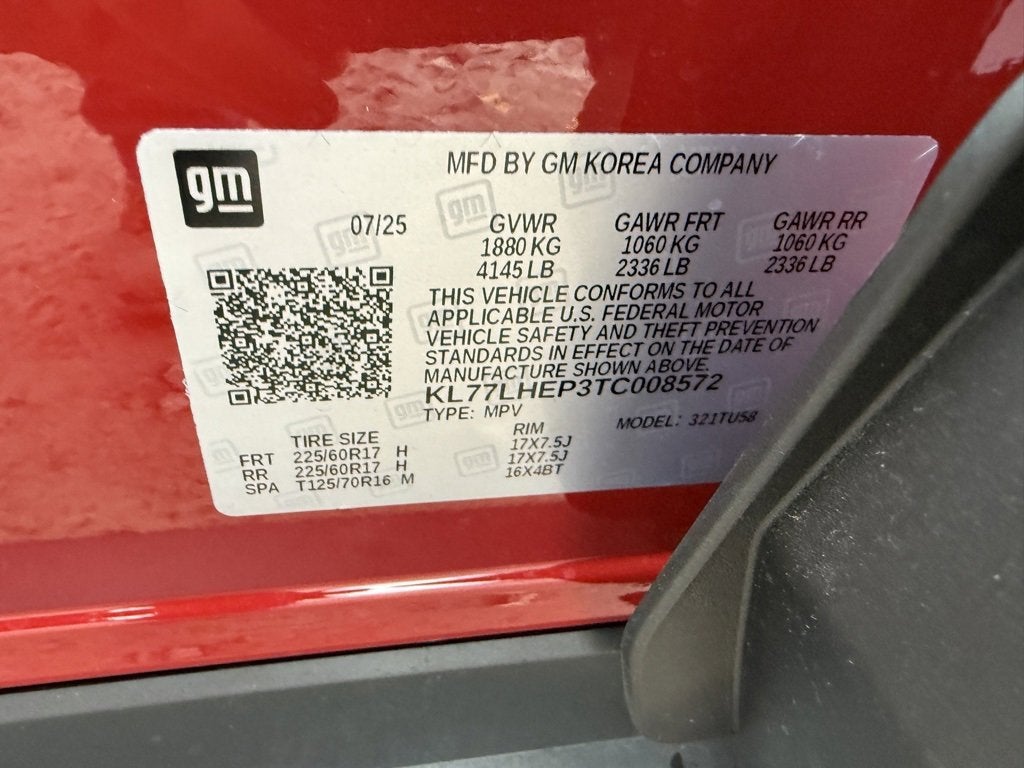 gm
MFD BY GM KOREA COMPANY
07/25
GVWR GAWR FRT GAWR RR
1880 KG 1060 KG 1060 KG
4145 LB 2336 LB 2336 LB
THIS VEHICLE CONFORMS TO ALL
APPLICABLE U.S. FEDERAL MOTOR
VEHICLE SAFETY AND THEFT PREVENTION
STANDARDS IN EFFECT ON THE DATE OF
MANUFACTURE SHOWN ABOVE.
KL77LHEP3TC008572
TYPE: MPV MODEL: 321TU58
TIRE SIZE RIM
FRT 225/60R17 H 17X7.5J
RR 225/60R17 H 17X7.5J
SPA T125/70R16 M 16X4BT